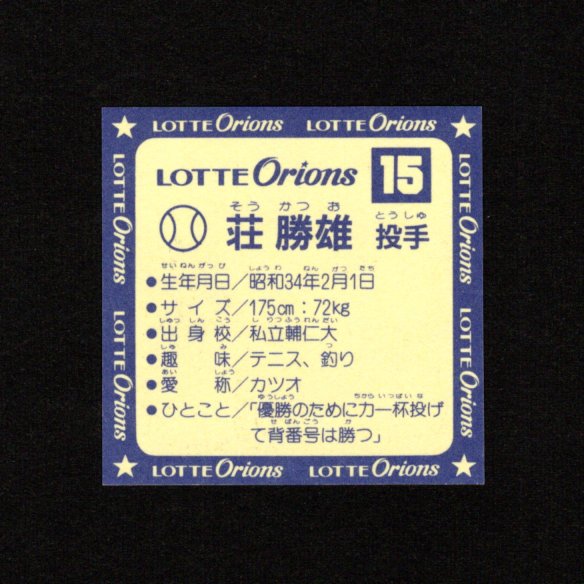 LOTTE Orions LOTTE Orions
LOTTE Orions
LOTTE Orions
LOTTE Orions 15
そう かつ お
荘 勝雄 投手
とうしゅ
せいねんがっぴ しょうわ ねん がつ たち
●生年月日／昭和34年2月1日
●サイズ／175cm：72kg
しゅっ しん こう しりつふうれんだい
●出身校／私立輔仁大
しゅ み つ
●趣味／テニス、釣り
あい しょう
●愛称／カツオ
ゆうしょう ちから いっぱい な
●ひとこと／「優勝のために力一杯投げ
せ ばんごう か
て背番号は勝つ」
LOTTE Orions
LOTTE Orions
LOTTE Orions LOTTE Orions